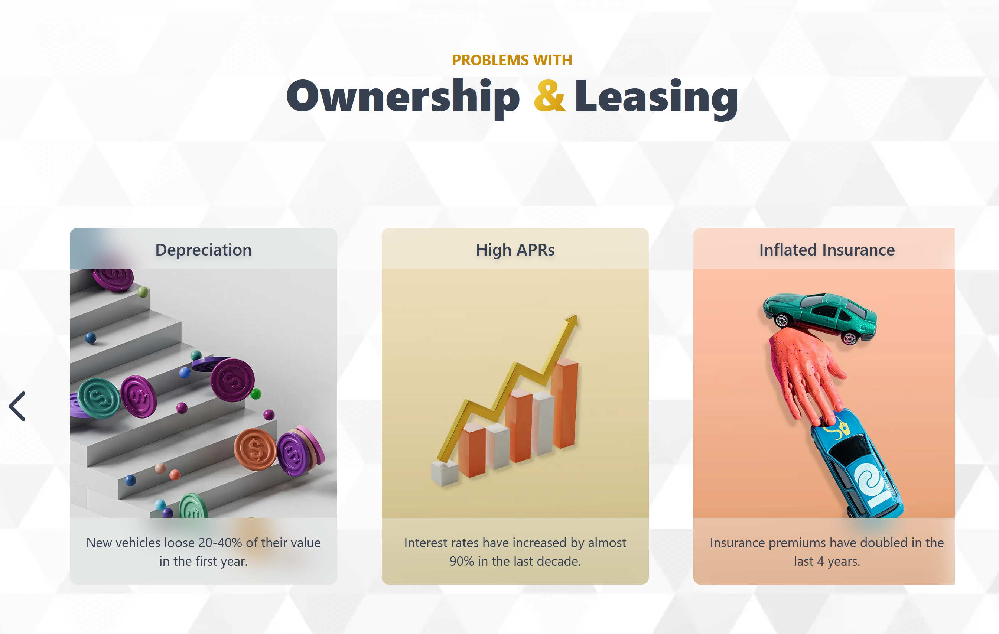 PROBLEMS WITH
Ownership & Leasing
Depreciation
High APRs
Inflated Insurance
New vehicles loose 20-40% of their value
in the first year.
Interest rates have increased by almost
90% in the last decade.
Insurance premiums have doubled in the
last 4 years.